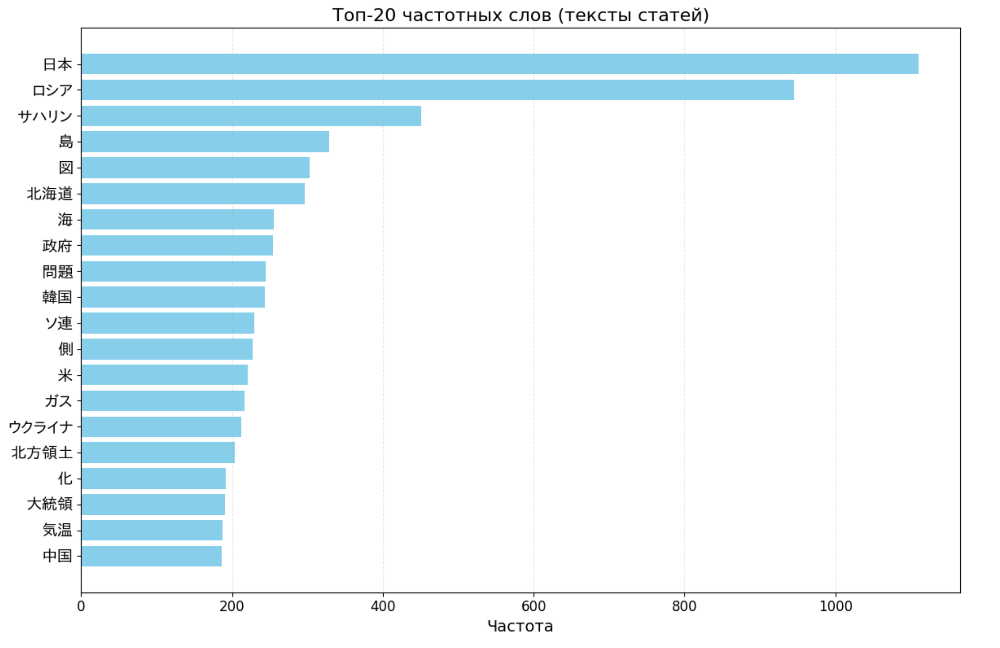 Топ-20 частотных слов (тексты статей)
日本
ロシア
サハリン
島
図
北海道
海
政府
問題
韓国
ソ連
側
米
ガス
ウクライナ
北方領土
化
大統領
気温
中国
0 200 400 600 800 1000
Частота